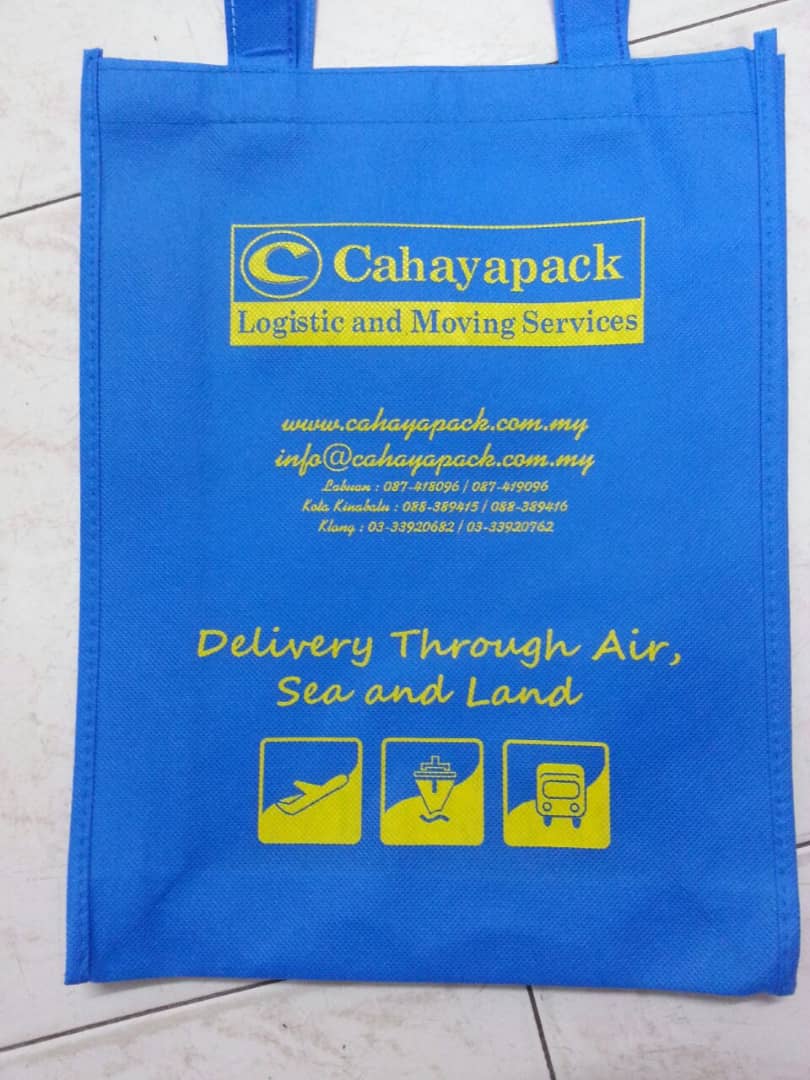 C Cahayapack
Logistic and Moving Services
www.cahayapack.com.my
info@cahayapack.com.my
Labuan : 087-418096 / 087-419096
Kota Kinabalu : 088-389415 / 088-389416
Klang : 03-33920682 / 03-33920762
Delivery Through Air,
Sea and Land